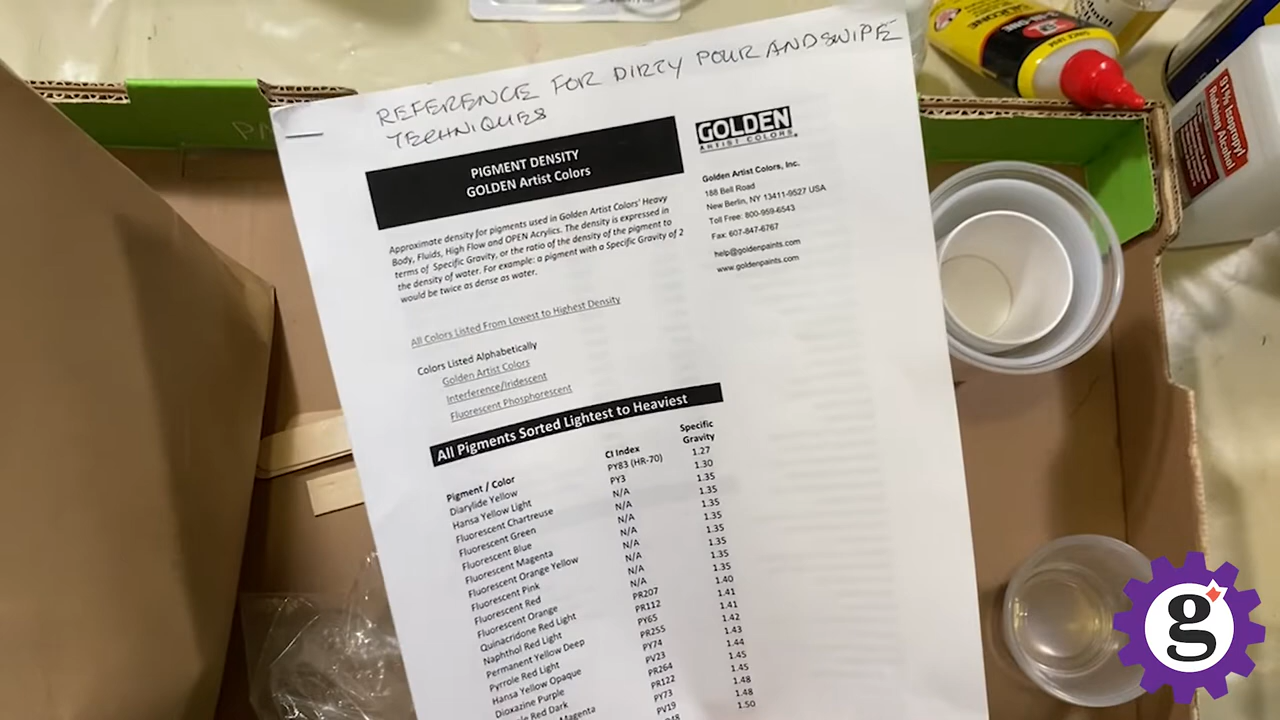 REFERENCE FOR DIRTY POUR AND SWIPE
TECHNIQUES
PIGMENT DENSITY
GOLDEN Artist Colors
GOLDEN
ARTIST COLORS.
Golden Artist Colors, Inc.
188 Bell Road
New Berlin, NY 13411-9527 USA
Toll Free: 800-959-6543
Fax: 607-847-6767
help@goldenpaints.com
www.goldenpaints.com
Approximate density for pigments used in Golden Artist Colors' Heavy
Body, Fluids, High Flow and OPEN Acrylics. The density is expressed in
terms of Specific Gravity, or the ratio of the density of the pigment to
the density of water. For example: a pigment with a Specific Gravity of 2
would be twice as dense as water.
All Colors Listed From Lowest to Highest Density
Colors Listed Alphabetically
Golden Artist Colors
Interference/Iridescent
Fluorescent Phosphorescent
All Pigments Sorted Lightest to Heaviest
Pigment / Color CI Index Specific Gravity
Diarylide Yellow PY83 (HR-70) 1.27
Hansa Yellow Light PY3 1.30
Fluorescent Chartreuse N/A 1.35
Fluorescent Green N/A 1.35
Fluorescent Blue N/A 1.35
Fluorescent Magenta N/A 1.35
Fluorescent Orange Yellow N/A 1.35
Fluorescent Pink N/A 1.35
Fluorescent Red N/A 1.35
Fluorescent Orange N/A 1.35
Quinacridone Red Light PR207 1.40
Naphthol Red Light PR112 1.41
Permanent Yellow Deep PY65 1.41
Pyrrole Red Light PR255 1.42
Hansa Yellow Opaque PY74 1.43
Dioxazine Purple PV23 1.44
Red Dark PR264 1.45
Magenta PR122 1.45
PY73 1.48
PV19 1.48
1.50
91% Isopropyl
Rubbing Alcohol
SILICONE
g